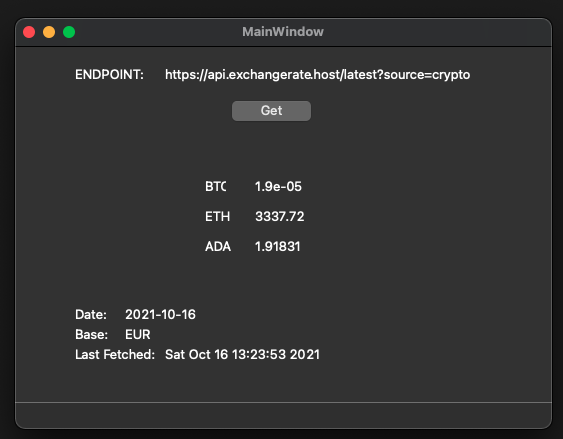 MainWindow
ENDPOINT: https://api.exchangerate.host/latest?source=crypto
Get
BTC 1.9e-05
ETH 3337.72
ADA 1.91831
Date: 2021-10-16
Base: EUR
Last Fetched: Sat Oct 16 13:23:53 2021